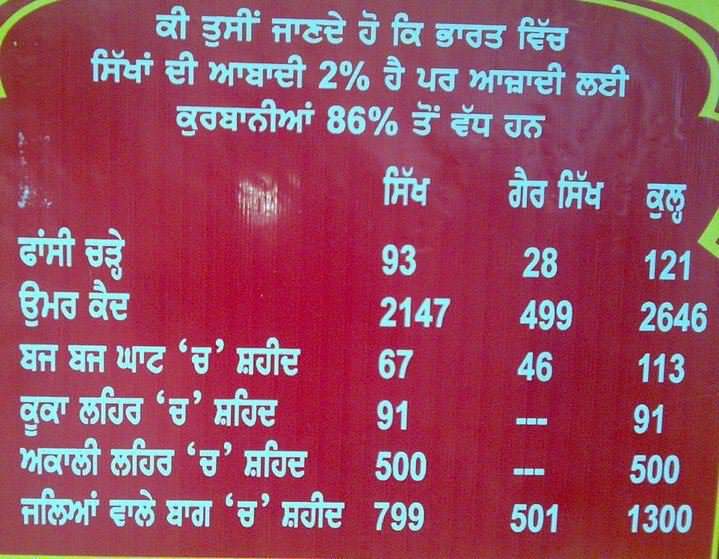 ਕੀ ਤੁਸੀਂ ਜਾਣਦੇ ਹੋ ਕਿ ਭਾਰਤ ਵਿੱਚ
ਸਿੱਖਾਂ ਦੀ ਆਬਾਦੀ 2% ਹੈ ਪਰ ਆਜ਼ਾਦੀ ਲਈ
ਕੁਰਬਾਨੀਆਂ 86% ਤੋਂ ਵੱਧ ਹਨ
ਸਿੱਖ ਗੈਰ ਸਿੱਖ ਕੁਲ੍ਹ
ਫਾਂਸੀ ਚੜ੍ਹੇ 93 28 121
ਉਮਰ ਕੈਦ 2147 499 2646
ਬਜ ਬਜ ਘਾਟ ‘ਚ’ ਸ਼ਹੀਦ 67 46 113
ਕੂਕਾ ਲਹਿਰ ‘ਚ’ ਸ਼ਹਿਦ 91 --- 91
ਅਕਾਲੀ ਲਹਿਰ ‘ਚ’ ਸ਼ਹਿਦ 500 --- 500
ਜਲਿਆਂ ਵਾਲੇ ਬਾਗ ‘ਚ’ ਸ਼ਹੀਦ 799 501 1300